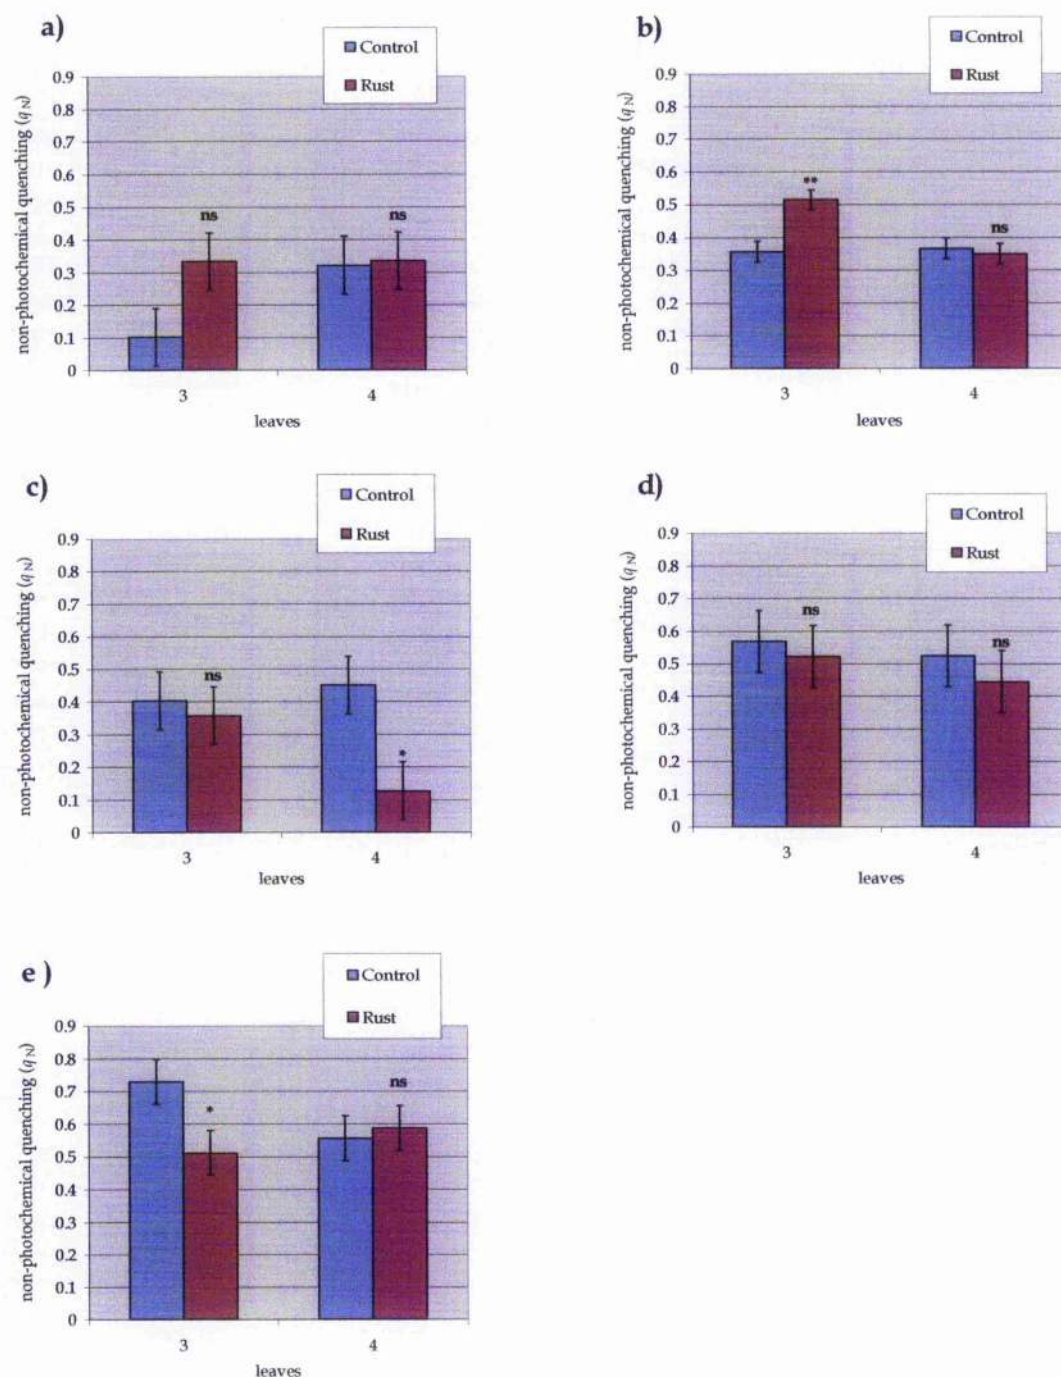 a)
Control
Rust
non-photochemical quenching (qN)
0.9
0.8
0.7
0.6
0.5
0.4
0.3
0.2
0.1
0
ns
ns
3
4
leaves
b)
Control
Rust
non-photochemical quenching (qN)
0.9
0.8
0.7
0.6
0.5
0.4
0.3
0.2
0.1
0
**
ns
3
4
leaves
c)
Control
Rust
non-photochemical quenching (qN)
0.9
0.8
0.7
0.6
0.5
0.4
0.3
0.2
0.1
0
ns
*
3
4
leaves
d)
Control
Rust
non-photochemical quenching (qN)
0.9
0.8
0.7
0.6
0.5
0.4
0.3
0.2
0.1
0
ns
ns
3
4
leaves
e )
Control
Rust
non-photochemical quenching (qN)
0.9
0.8
0.7
0.6
0.5
0.4
0.3
0.2
0.1
0
*
ns
3
4
leaves